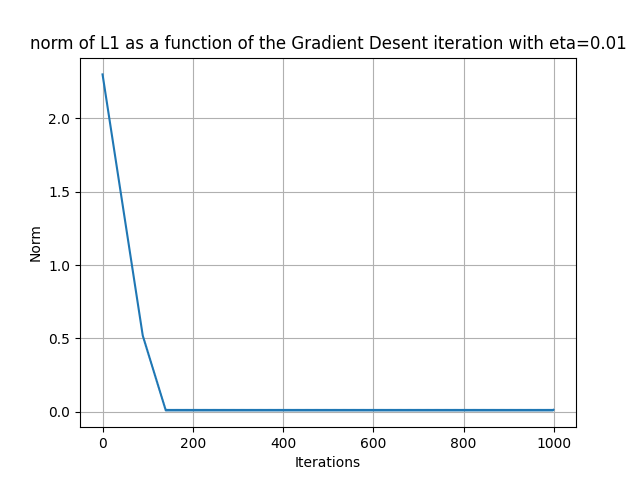 norm of L1 as a function of the Gradient Desent iteration with eta=0.01
2.0
1.5
1.0
0.5
0.0
Norm
0 200 400 600 800 1000
Iterations